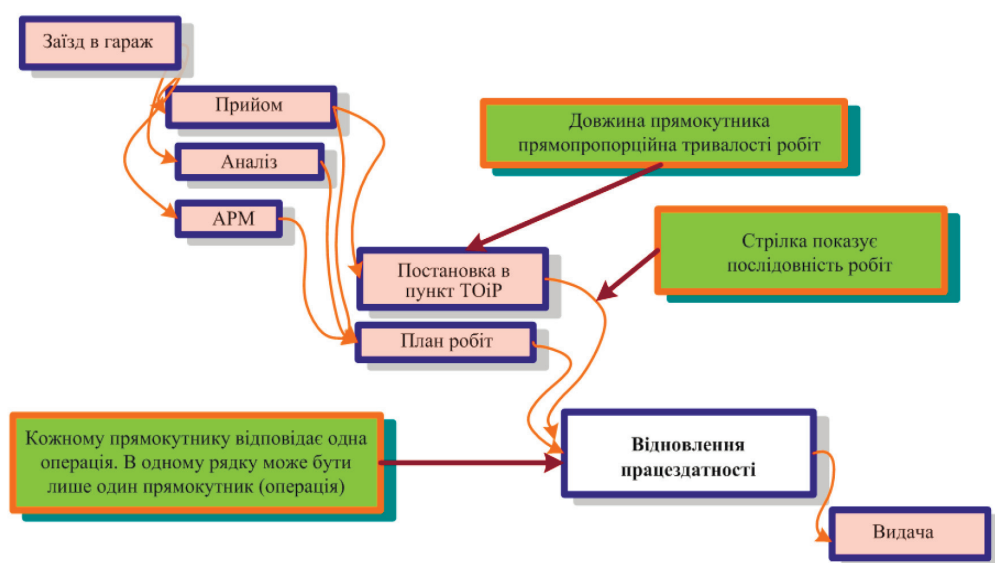 Заїзд в гараж
Прийом
Довжина прямокутника
прямопропорційна тривалості робіт
Аналіз
АРМ
Стрілка показує
послідовність робіт
Постановка в
пункт ТОіР
План робіт
Кожному прямокутнику відповідає одна
операція. В одному рядку може бути
лише один прямокутник (операція)
Відновлення
працездатності
Видача